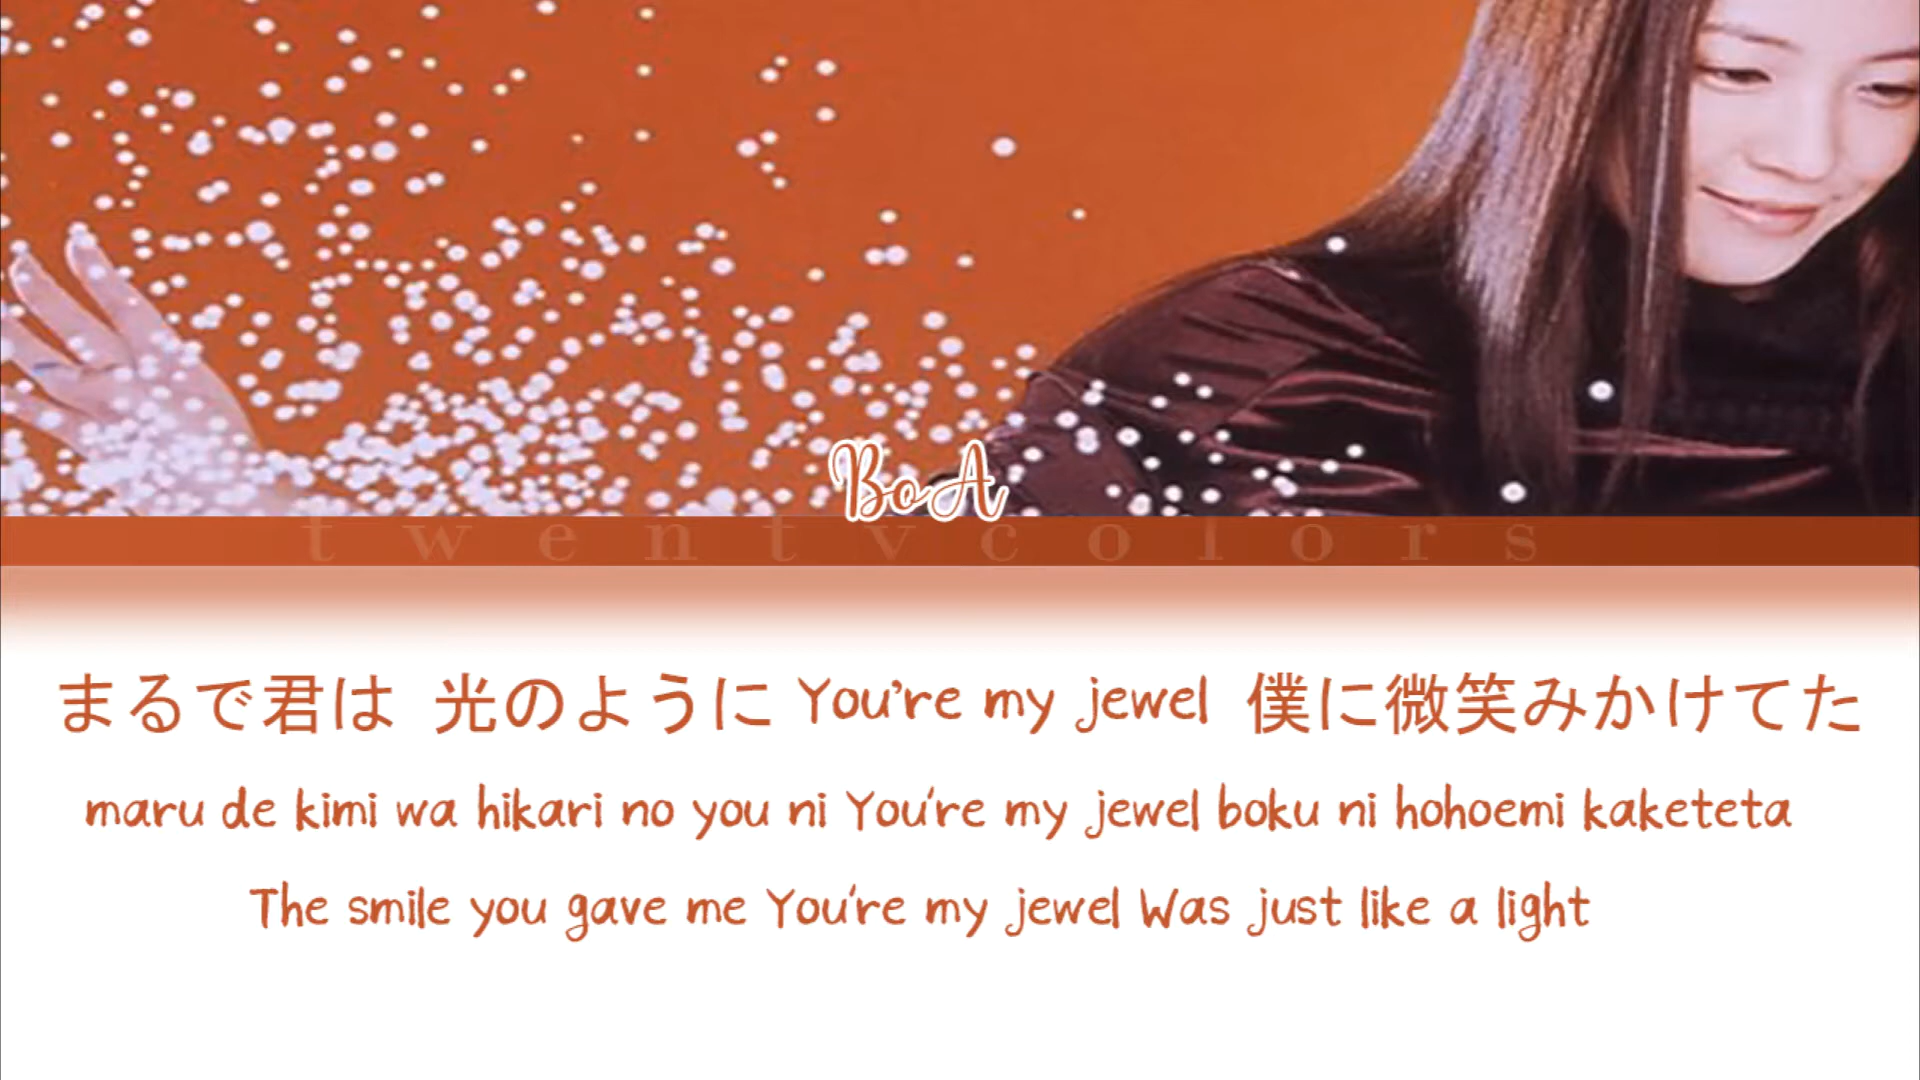 BoA
twentycolors
まるで君は 光のように You're my jewel 僕に微笑みかけてた
maru de kimi wa hikari no you ni You're my jewel boku ni hohoemi kaketeta
The smile you gave me You're my jewel Was just like a light